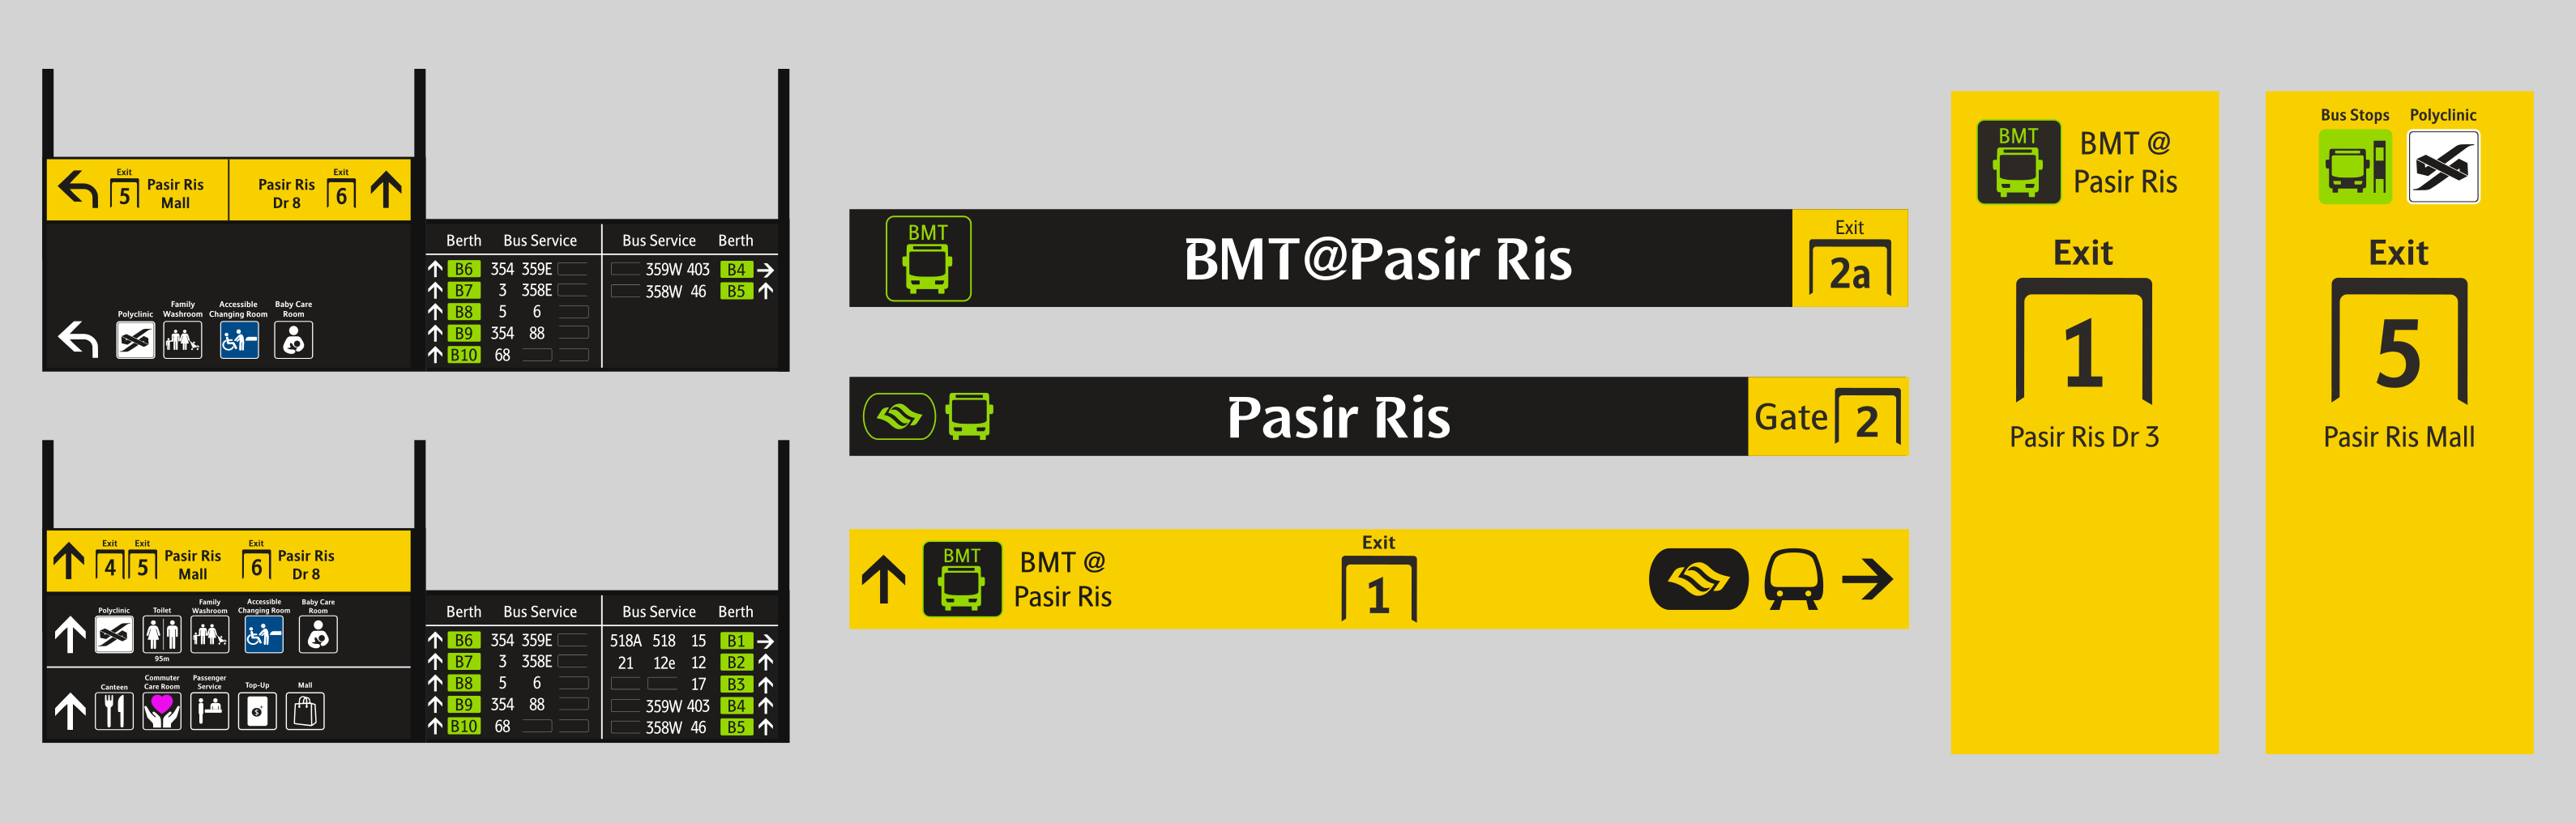 Exit
5
Pasir Ris
Mall
Pasir Ris
Dr 8
Exit
6
Polyclinic
Family
Washroom
Accessible
Changing Room
Baby Care
Room
Berth Bus Service Bus Service Berth
B6 354 359E 359W 403 B4
B7 3 358E 358W 46 B5
B8 5 6
B9 354 88
B10 68
Exit Exit
4 5
Pasir Ris
Mall
Exit
6
Pasir Ris
Dr 8
Polyclinic
Toilet
95m
Family
Washroom
Accessible
Changing Room
Baby Care
Room
Canteen
Commuter
Care Room
Passenger
Service
Top-Up
$
Mall
Berth Bus Service Bus Service Berth
B6 354 359E 518A 518 15 B1
B7 3 358E 21 12e 12 B2
B8 5 6 17 B3
B9 354 88 359W 403 B4
B10 68 358W 46 B5
BMT
BMT@Pasir Ris
Exit
2a
Pasir Ris
Gate 2
BMT
BMT @
Pasir Ris
Exit
1
BMT
BMT @
Pasir Ris
Exit
1
Pasir Ris Dr 3
Bus Stops Polyclinic
Exit
5
Pasir Ris Mall